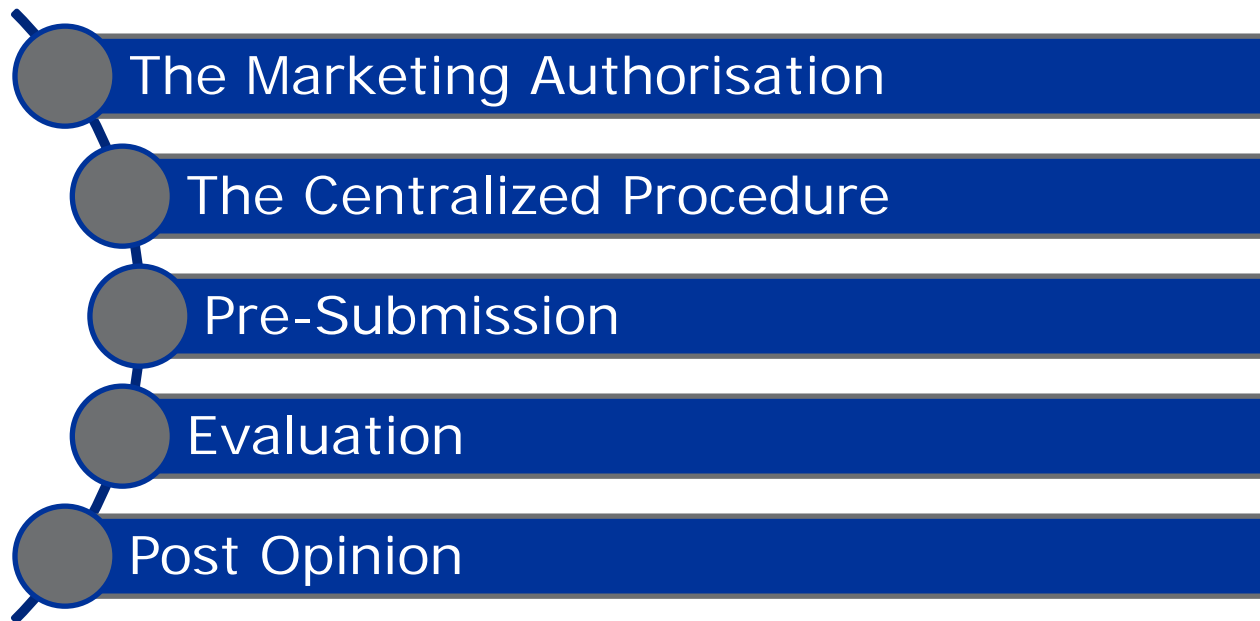 The Marketing Authorisation
The Centralized Procedure
Pre-Submission
Evaluation
Post Opinion